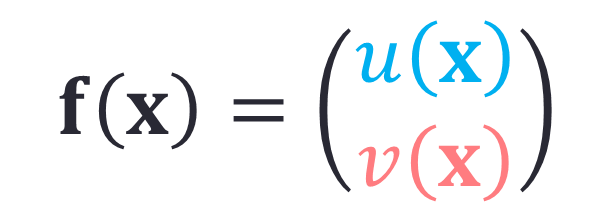 𝐟(𝐱) = (𝑢(𝐱)
𝑣(𝐱))